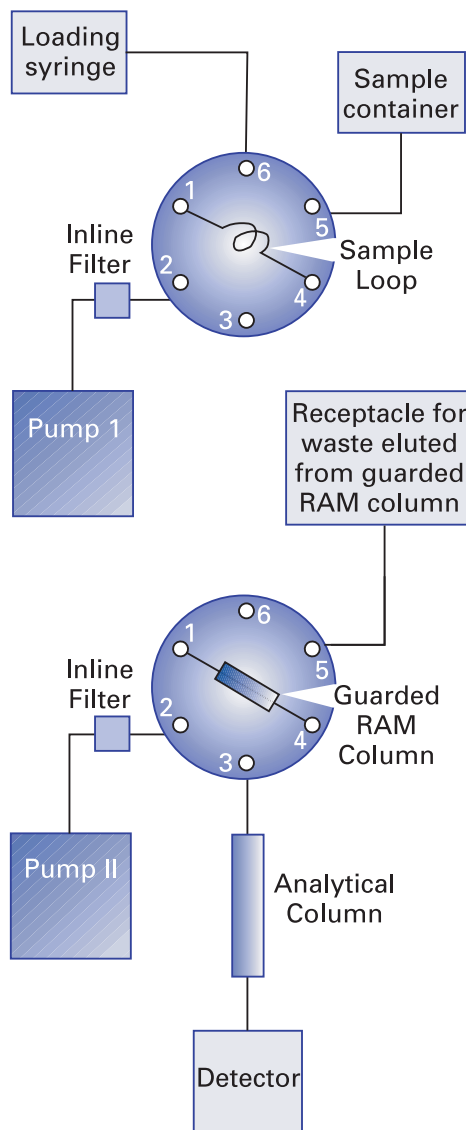 Loading
syringe
Sample
container
6
1
5
Inline
Filter
Sample
Loop
2
4
3
Pump 1
Receptacle for
waste eluted
from guarded
RAM column
6
1
5
Inline
Filter
Guarded
RAM
Column
2
4
3
Pump II
Analytical
Column
Detector